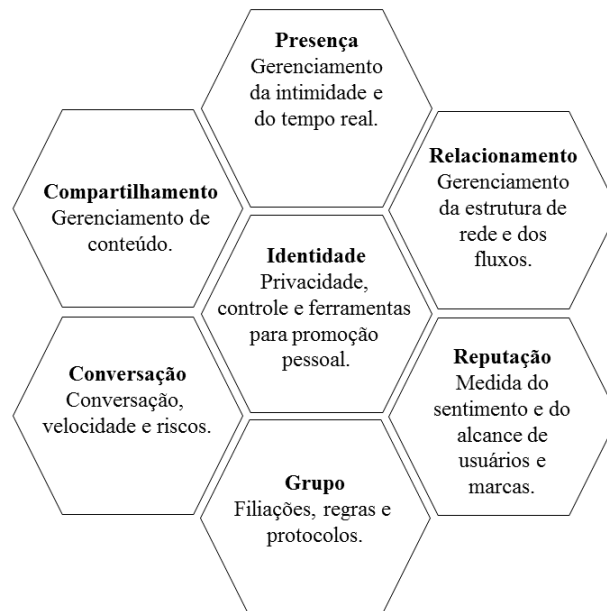 Presença
Gerenciamento
da intimidade e
do tempo real.
Compartilhamento
Gerenciamento de
conteúdo.
Relacionamento
Gerenciamento
da estrutura de
rede e dos
fluxos.
Identidade
Privacidade,
controle e ferramentas
para promoção
pessoal.
Conversação
Conversação,
velocidade e riscos.
Reputação
Medida do
sentimento e do
alcance de
usuários e
marcas.
Grupo
Filiações, regras e
protocolos.